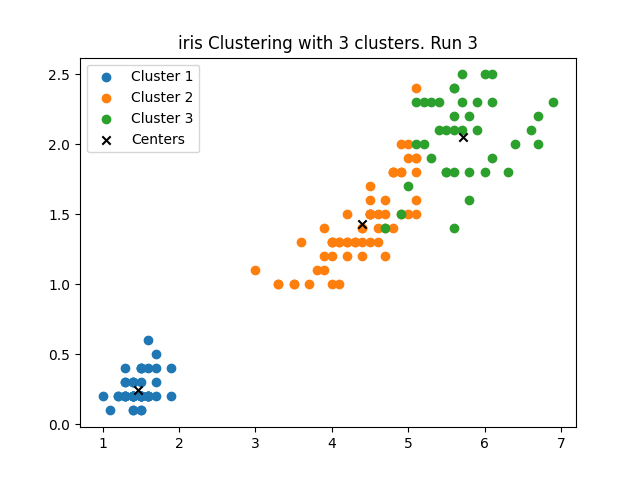 iris Clustering with 3 clusters. Run 3
Cluster 1
Cluster 2
Cluster 3
Centers
2.5
2.0
1.5
1.0
0.5
0.0
1 2 3 4 5 6 7